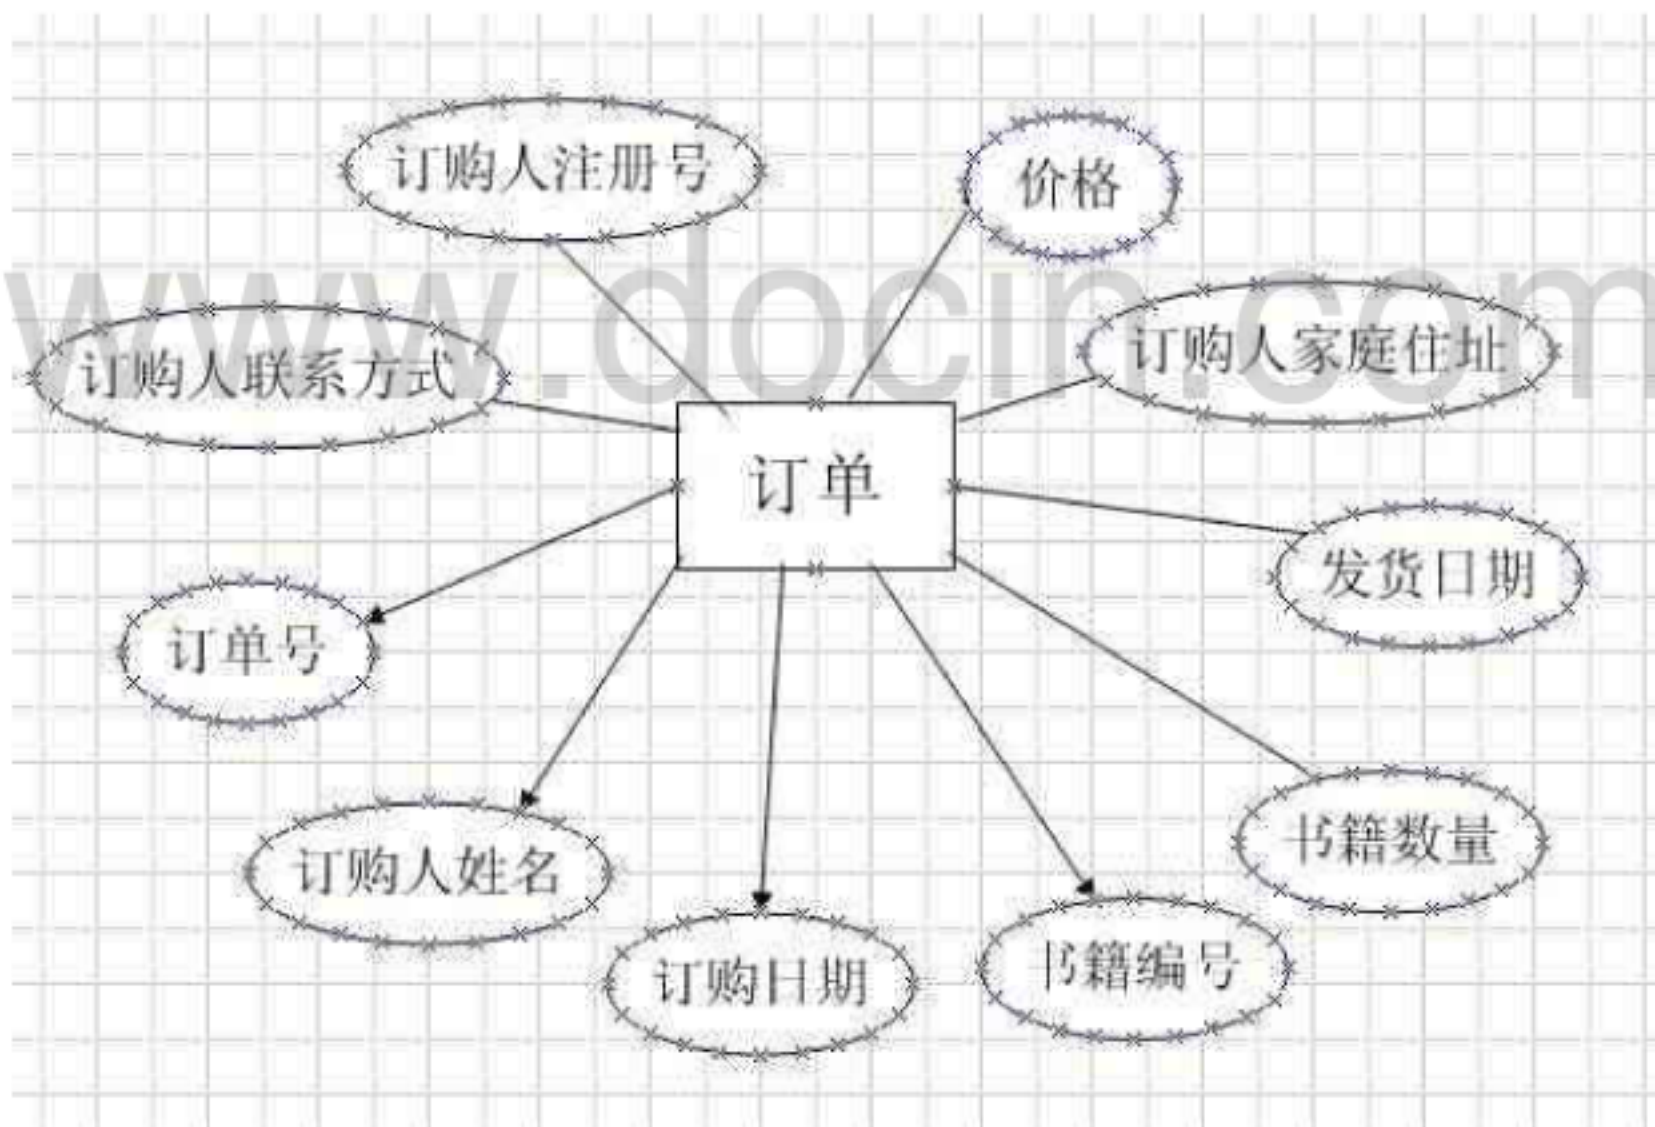 订购人注册号
价格
www.docin.com
订购人家庭住址
订购人联系方式
订单
发货日期
订单号
书籍数量
订购人姓名
书籍编号
订购日期